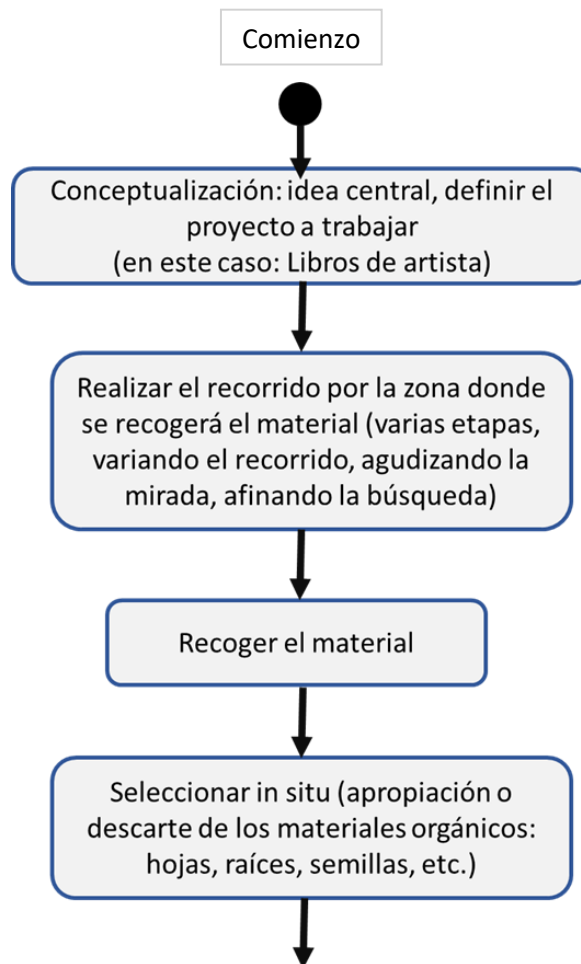 Comienzo
Conceptualización: idea central, definir el
proyecto a trabajar
(en este caso: Libros de artista)
Realizar el recorrido por la zona donde
se recogerá el material (varias etapas,
variando el recorrido, agudizando la
mirada, afinando la búsqueda)
Recoger el material
Seleccionar in situ (apropiación o
descarte de los materiales orgánicos:
hojas, raíces, semillas, etc.)